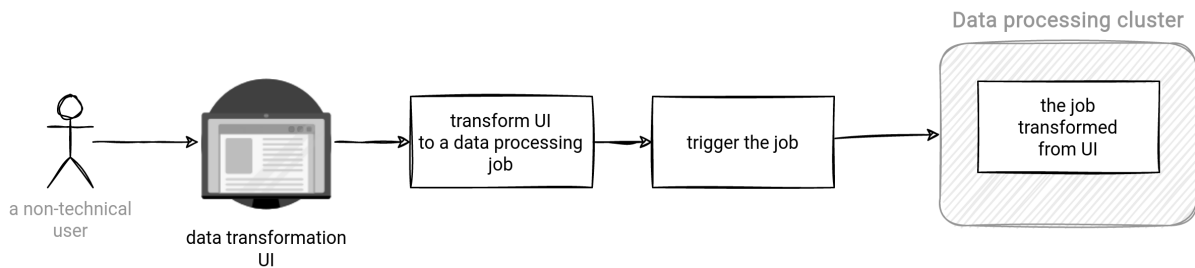 Data processing cluster
a non-technical
user
data transformation
UI
transform UI
to a data processing
job
trigger the job
the job
transformed
from UI